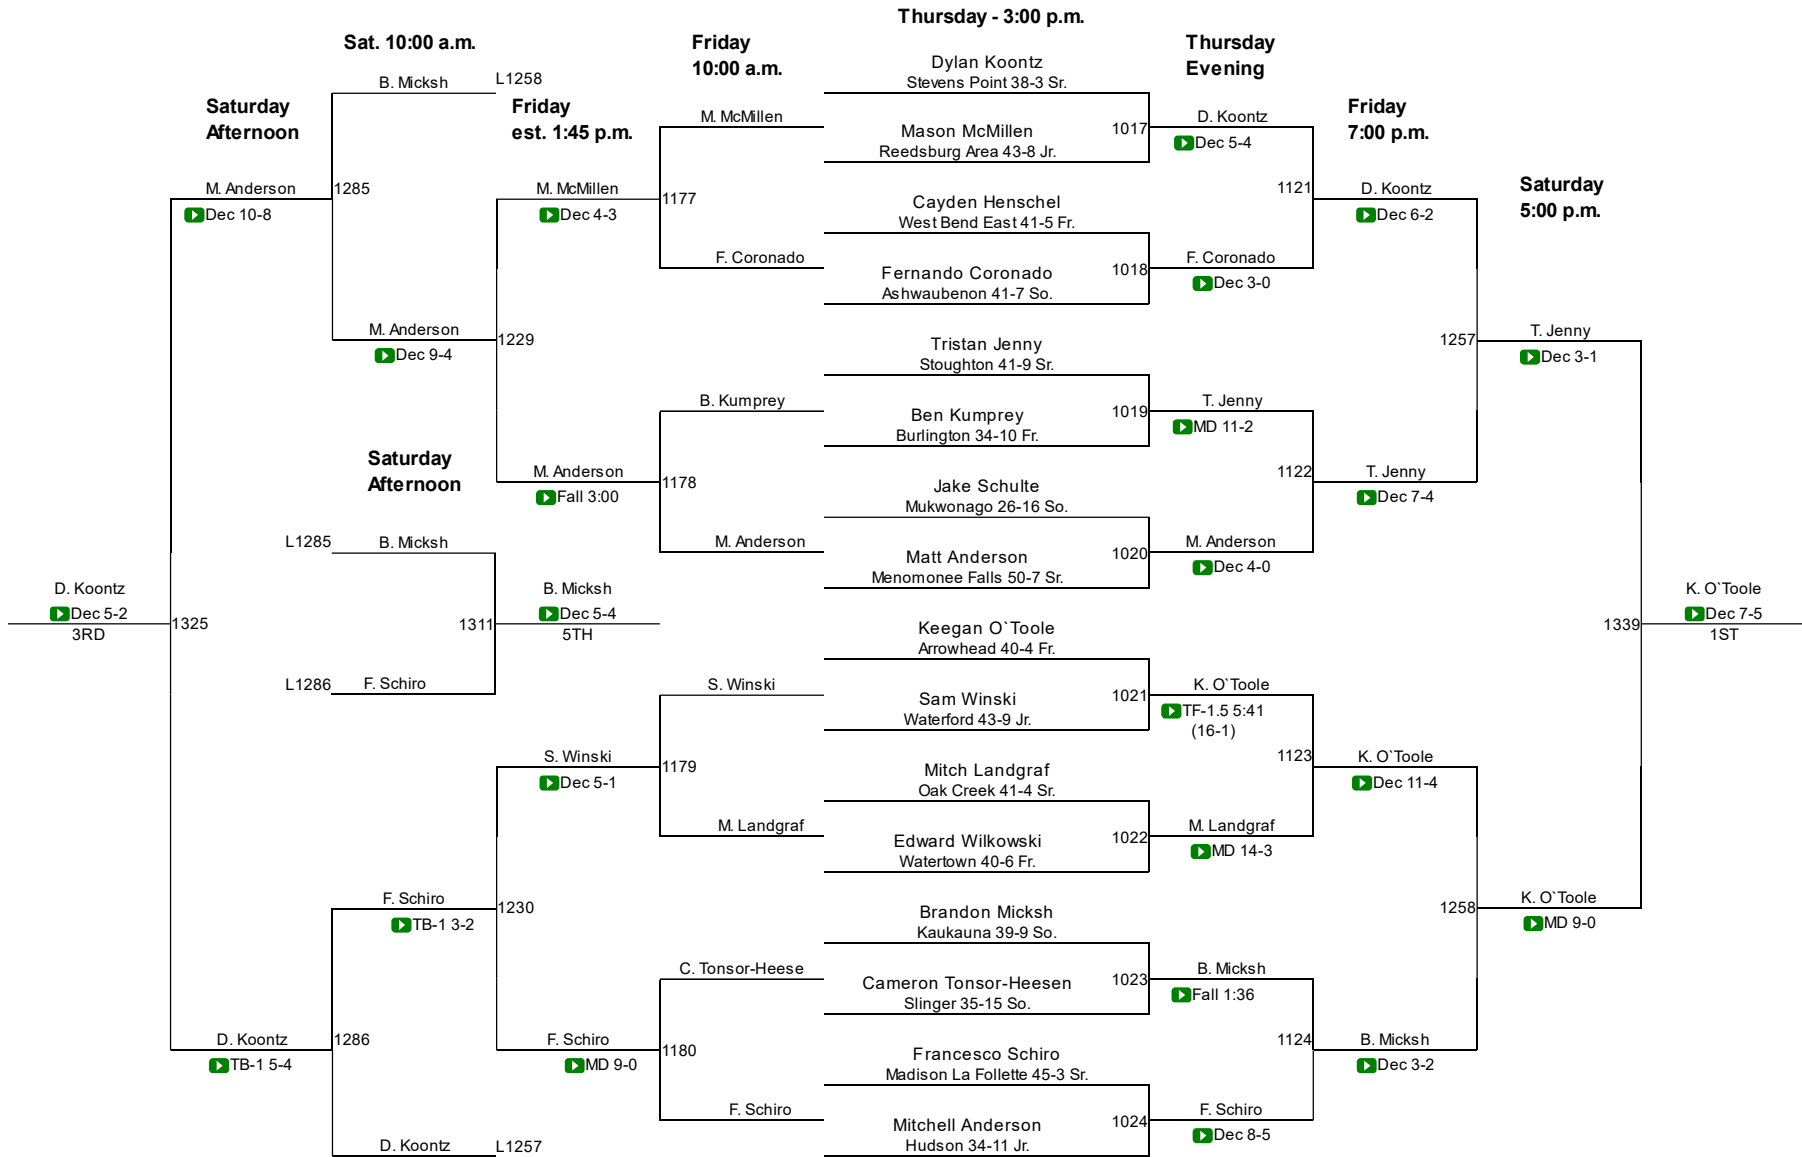 Thursday - 3:00 p.m.
Sat. 10:00 a.m.
Friday
10:00 a.m.
Thursday
Evening
Dylan Koontz
Stevens Point 38-3 Sr.
B. Micksh
L1258
Saturday
Afternoon
Friday
est. 1:45 p.m.
Friday
7:00 p.m.
M. McMillen
Mason McMillen
Reedsburg Area 43-8 Jr.
1017
D. Koontz
Dec 5-4
M. Anderson
Dec 10-8
1285
M. McMillen
Dec 4-3
1177
Cayden Henschel
West Bend East 41-5 Fr.
1121
D. Koontz
Dec 6-2
Saturday
5:00 p.m.
F. Coronado
Fernando Coronado
Ashwaubenon 41-7 So.
1018
F. Coronado
Dec 3-0
M. Anderson
Dec 9-4
1229
Tristan Jenny
Stoughton 41-9 Sr.
1257
T. Jenny
Dec 3-1
B. Kumprey
Ben Kumprey
Burlington 34-10 Fr.
1019
T. Jenny
MD 11-2
Saturday
Afternoon
M. Anderson
Fall 3:00
1178
Jake Schulte
Mukwonago 26-16 So.
1122
T. Jenny
Dec 7-4
L1285
B. Micksh
M. Anderson
Matt Anderson
Menomonee Falls 50-7 Sr.
1020
M. Anderson
Dec 4-0
D. Koontz
Dec 5-2
3RD
1325
1311
B. Micksh
Dec 5-4
5TH
Keegan O`Toole
Arrowhead 40-4 Fr.
1339
K. O`Toole
Dec 7-5
1ST
L1286
F. Schiro
S. Winski
Sam Winski
Waterford 43-9 Jr.
1021
K. O`Toole
TF-1.5 5:41
(16-1)
S. Winski
Dec 5-1
1179
Mitch Landgraf
Oak Creek 41-4 Sr.
1123
K. O`Toole
Dec 11-4
M. Landgraf
Edward Wilkowski
Watertown 40-6 Fr.
1022
M. Landgraf
MD 14-3
F. Schiro
TB-1 3-2
1230
Brandon Micksh
Kaukauna 39-9 So.
1258
K. O`Toole
MD 9-0
C. Tonsor-Heese
Cameron Tonsor-Heesen
Slinger 35-15 So.
1023
B. Micksh
Fall 1:36
D. Koontz
TB-1 5-4
1286
F. Schiro
MD 9-0
1180
Francesco Schiro
Madison La Follette 45-3 Sr.
1124
B. Micksh
Dec 3-2
F. Schiro
Mitchell Anderson
Hudson 34-11 Jr.
1024
F. Schiro
Dec 8-5
D. Koontz
L1257